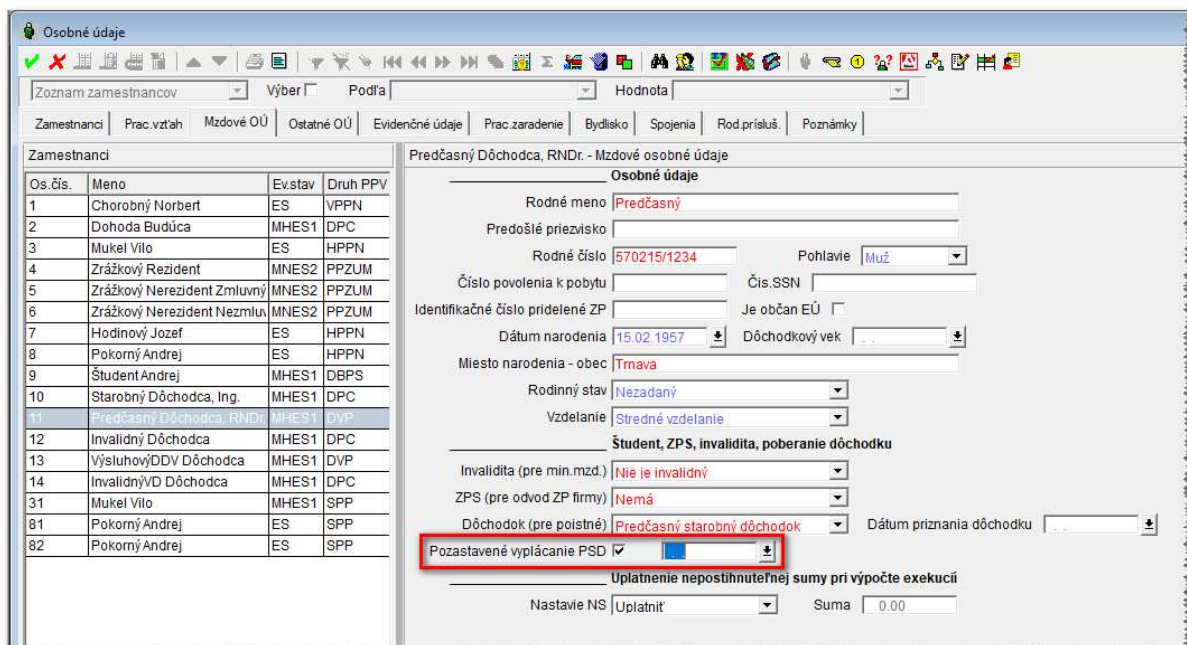 Osobné údaje
Zoznam zamestnancov Výber Podľa Hodnota
Zamestnanci Prac.vzťah Mzdové OÚ Ostatné OÚ Evidenčné údaje Prac.zaradenie Bydlisko Spojenia Rod.prísluš. Poznámky
Zamestnanci
Os.čís. Meno Ev.stav Druh PPV
1 Chorobný Norbert ES VPPN
2 Dohoda Budúca MHES1 DPC
3 Mukel Vilo ES HPPN
4 Zrážkový Rezident MNES2 PPZUM
5 Zrážkový Nerezident Zmluvný MNES2 PPZUM
6 Zrážkový Nerezident Nezmluv MNES2 PPZUM
7 Hodinový Jozef ES HPPN
8 Pokorný Andrej ES HPPN
9 Študent Andrej MHES1 DBPS
10 Starobný Dôchodca, Ing. MHES1 DPC
11 Predčasný Dôchodca, RNDr. MHES1 DVP
12 Invalidný Dôchodca MHES1 DPC
13 VýsluhovýDDV Dôchodca MHES1 DVP
14 InvalidnýVD Dôchodca MHES1 DPC
31 Mukel Vilo MHES1 SPP
81 Pokorný Andrej ES SPP
82 Pokorný Andrej ES SPP
Predčasný Dôchodca, RNDr. - Mzdové osobné údaje
Osobné údaje
Rodné meno Predčasný
Predošlé priezvisko
Rodné číslo 570215/1234 Pohlavie Muž
Číslo povolenia k pobytu Čis.SSN
Identifikačné číslo pridelené ZP Je občan EÚ
Dátum narodenia 15.02.1957 Dôchodkový vek . .
Miesto narodenia - obec Trnava
Rodinný stav Nezadaný
Vzdelanie Stredné vzdelanie
Študent, ZPS, invalidita, poberanie dôchodku
Invalidita (pre min.mzd.) Nie je invalidný
ZPS (pre odvod ZP firmy) Nemá
Dôchodok (pre poistné) Predčasný starobný dôchodok Dátum priznania dôchodku . .
Pozastavené vyplácanie PSD . .
Uplatnenie nepostihnuteľnej sumy pri výpočte exekucií
Nastavie NS Uplatniť Suma 0.00